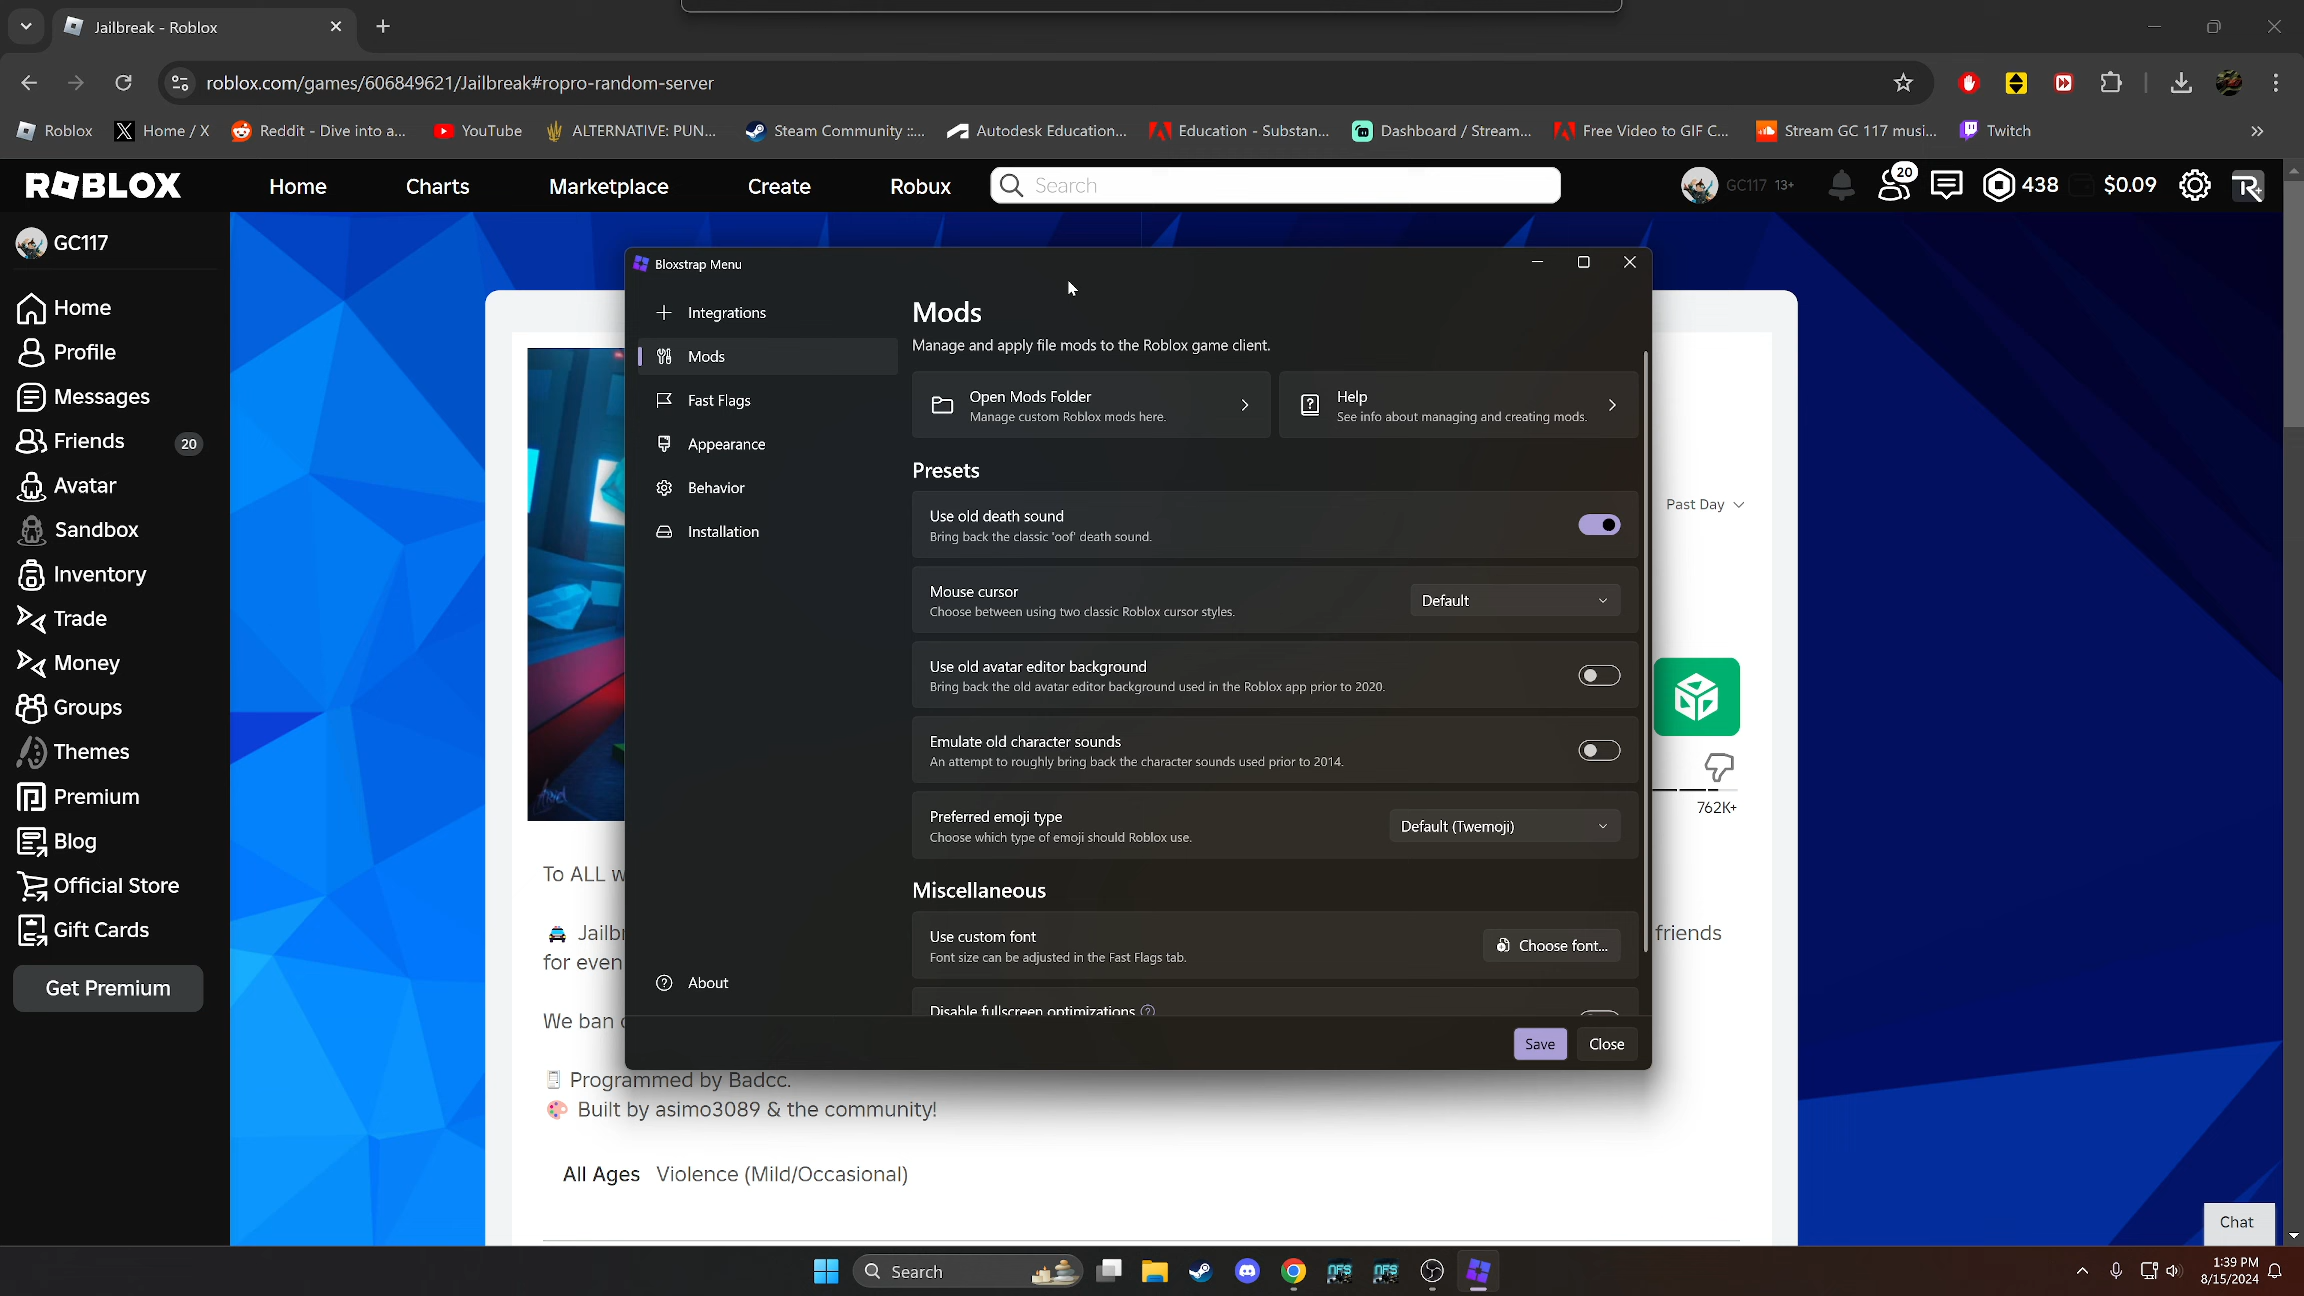 Jailbreak - Roblox
roblox.com/games/606849621/Jailbreak#ropro-random-server
Roblox
Home / X
Reddit - Dive into a...
YouTube
ALTERNATIVE: PUN...
Steam Community ::...
Autodesk Education...
Education - Substan...
Dashboard / Stream...
Free Video to GIF C...
Stream GC 117 musi...
Twitch
ROBLOX
Home
Charts
Marketplace
Create
Robux
Search
GC117 13+
20
438
$0.09
GC117
Home
Profile
Messages
Friends 20
Avatar
Sandbox
Inventory
Trade
Money
Groups
Themes
Premium
Blog
Official Store
Gift Cards
Get Premium
Bloxstrap Menu
Integrations
Mods
Fast Flags
Appearance
Behavior
Installation
About
Mods
Manage and apply file mods to the Roblox game client.
Open Mods Folder
Manage custom Roblox mods here.
Help
See info about managing and creating mods.
Presets
Use old death sound
Bring back the classic 'oof' death sound.
Mouse cursor
Choose between using two classic Roblox cursor styles.
Default
Use old avatar editor background
Bring back the old avatar editor background used in the Roblox app prior to 2020.
Emulate old character sounds
An attempt to roughly bring back the character sounds used prior to 2014.
Preferred emoji type
Choose which type of emoji should Roblox use.
Default (Twemoji)
Miscellaneous
Use custom font
Font size can be adjusted in the Fast Flags tab.
Choose font...
Disable fullscreen optimizations
Save
Close
Past Day
762K+
To ALL w
Jailb
friends
for even
We ban
Programmed by Badcc.
Built by asimo3089 & the community!
All Ages Violence (Mild/Occasional)
Chat
Search
NFS
NFS
1:39 PM
8/15/2024